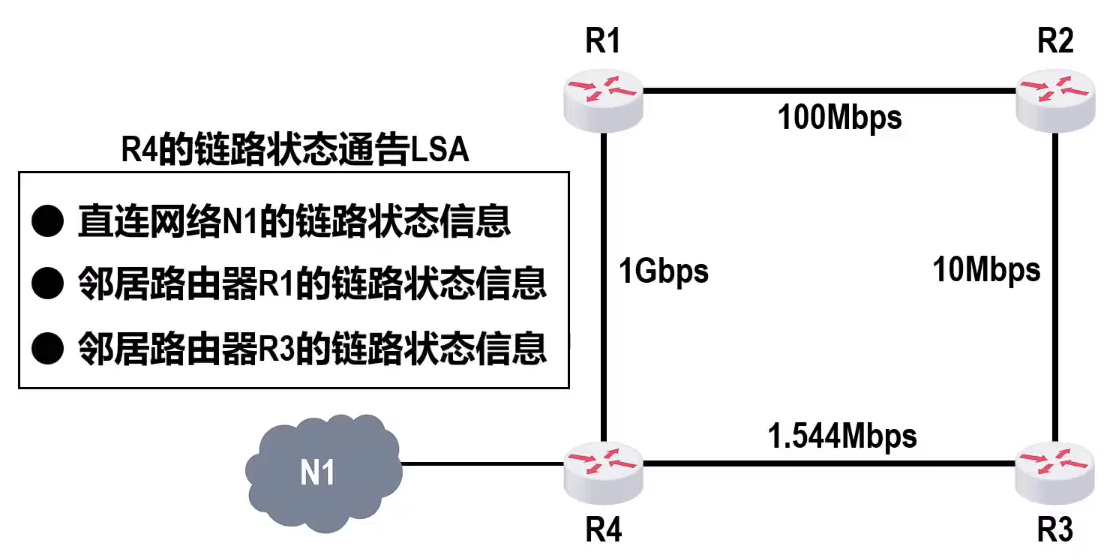 R1
R2
100Mbps
R4的链路状态通告LSA
直连网络N1的链路状态信息
邻居路由器R1的链路状态信息
邻居路由器R3的链路状态信息
1Gbps
10Mbps
1.544Mbps
N1
R4
R3